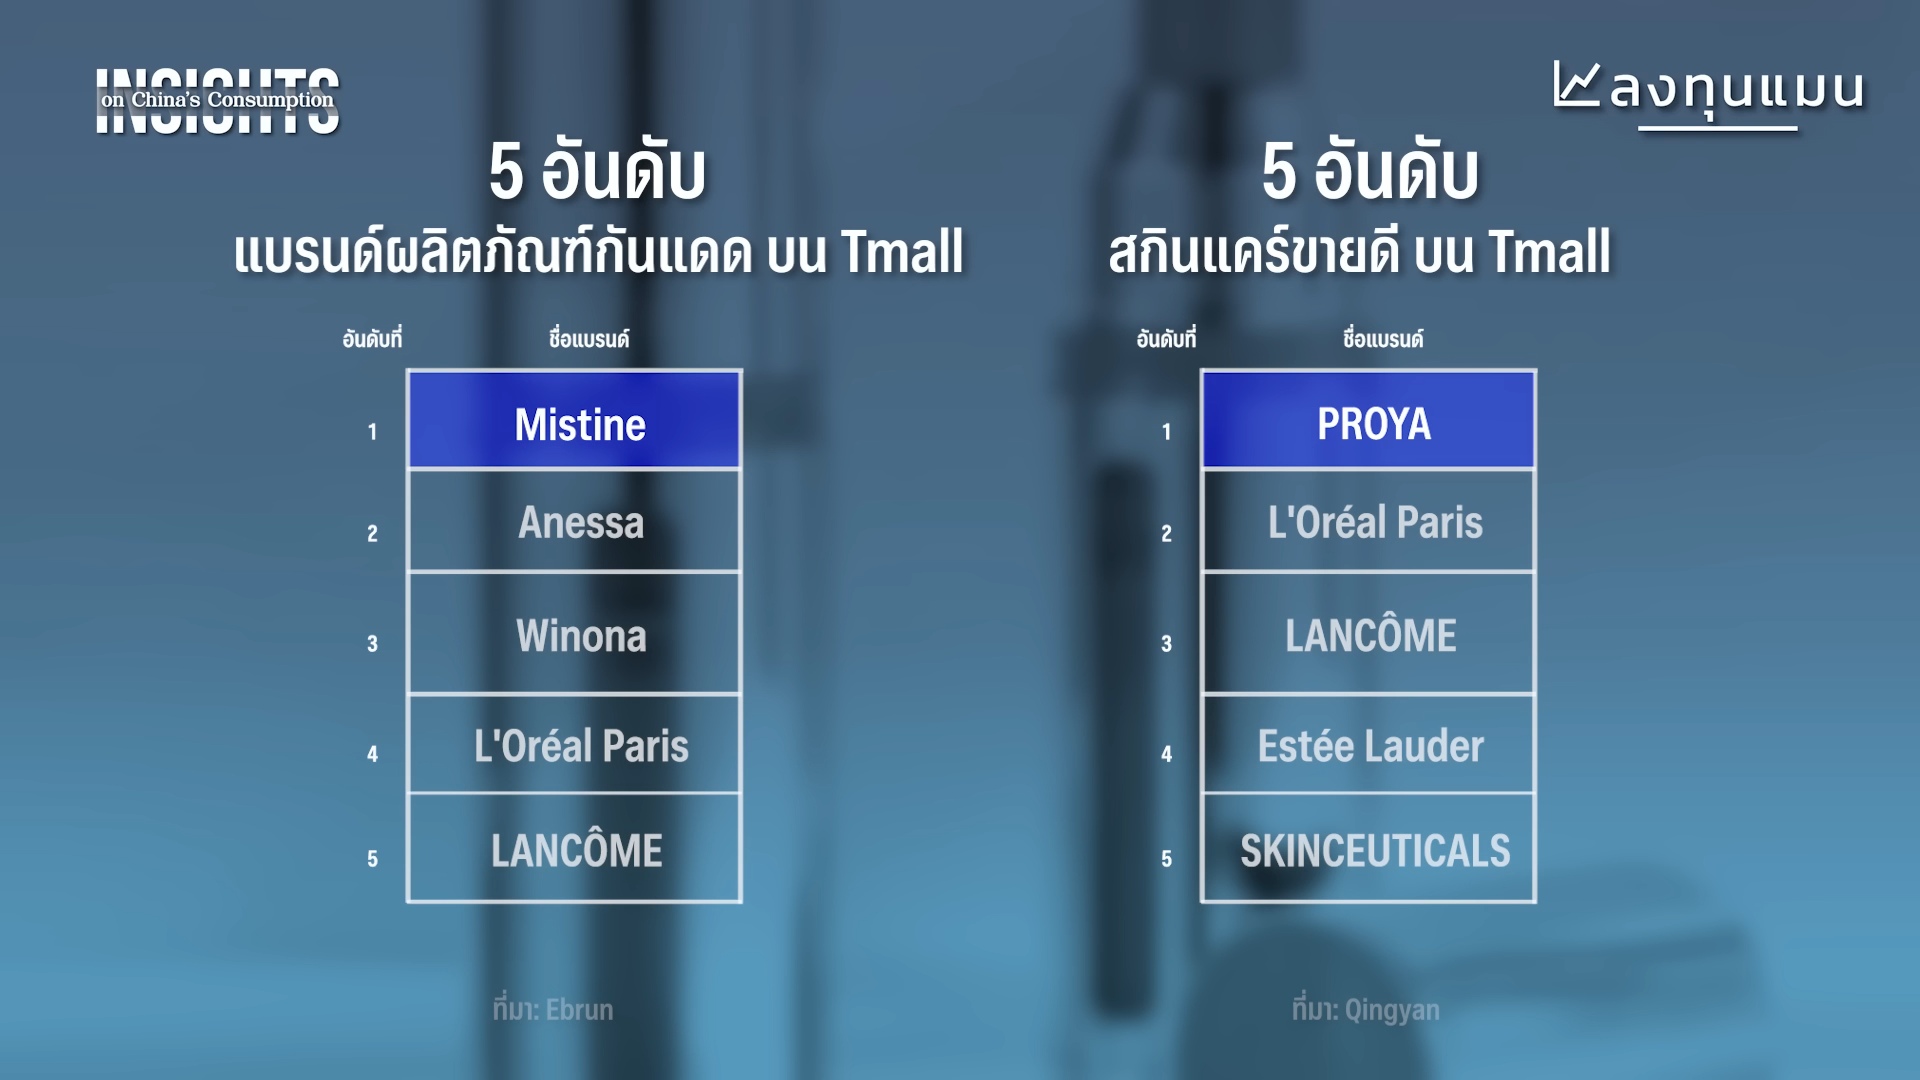 INSIGHTS
on China's Consumption
ลงทุนแมน
5 อันดับ
แบรนด์ผลิตภัณฑ์กันแดด บน Tmall
อันดับที่ ชื่อแบรนด์
1 Mistine
2 Anessa
3 Winona
4 L'Oréal Paris
5 LANCÔME
ที่มา: Ebrun
5 อันดับ
สกินแคร์ขายดี บน Tmall
อันดับที่ ชื่อแบรนด์
1 PROYA
2 L'Oréal Paris
3 LANCÔME
4 Estée Lauder
5 SKINCEUTICALS
ที่มา: Qingyan